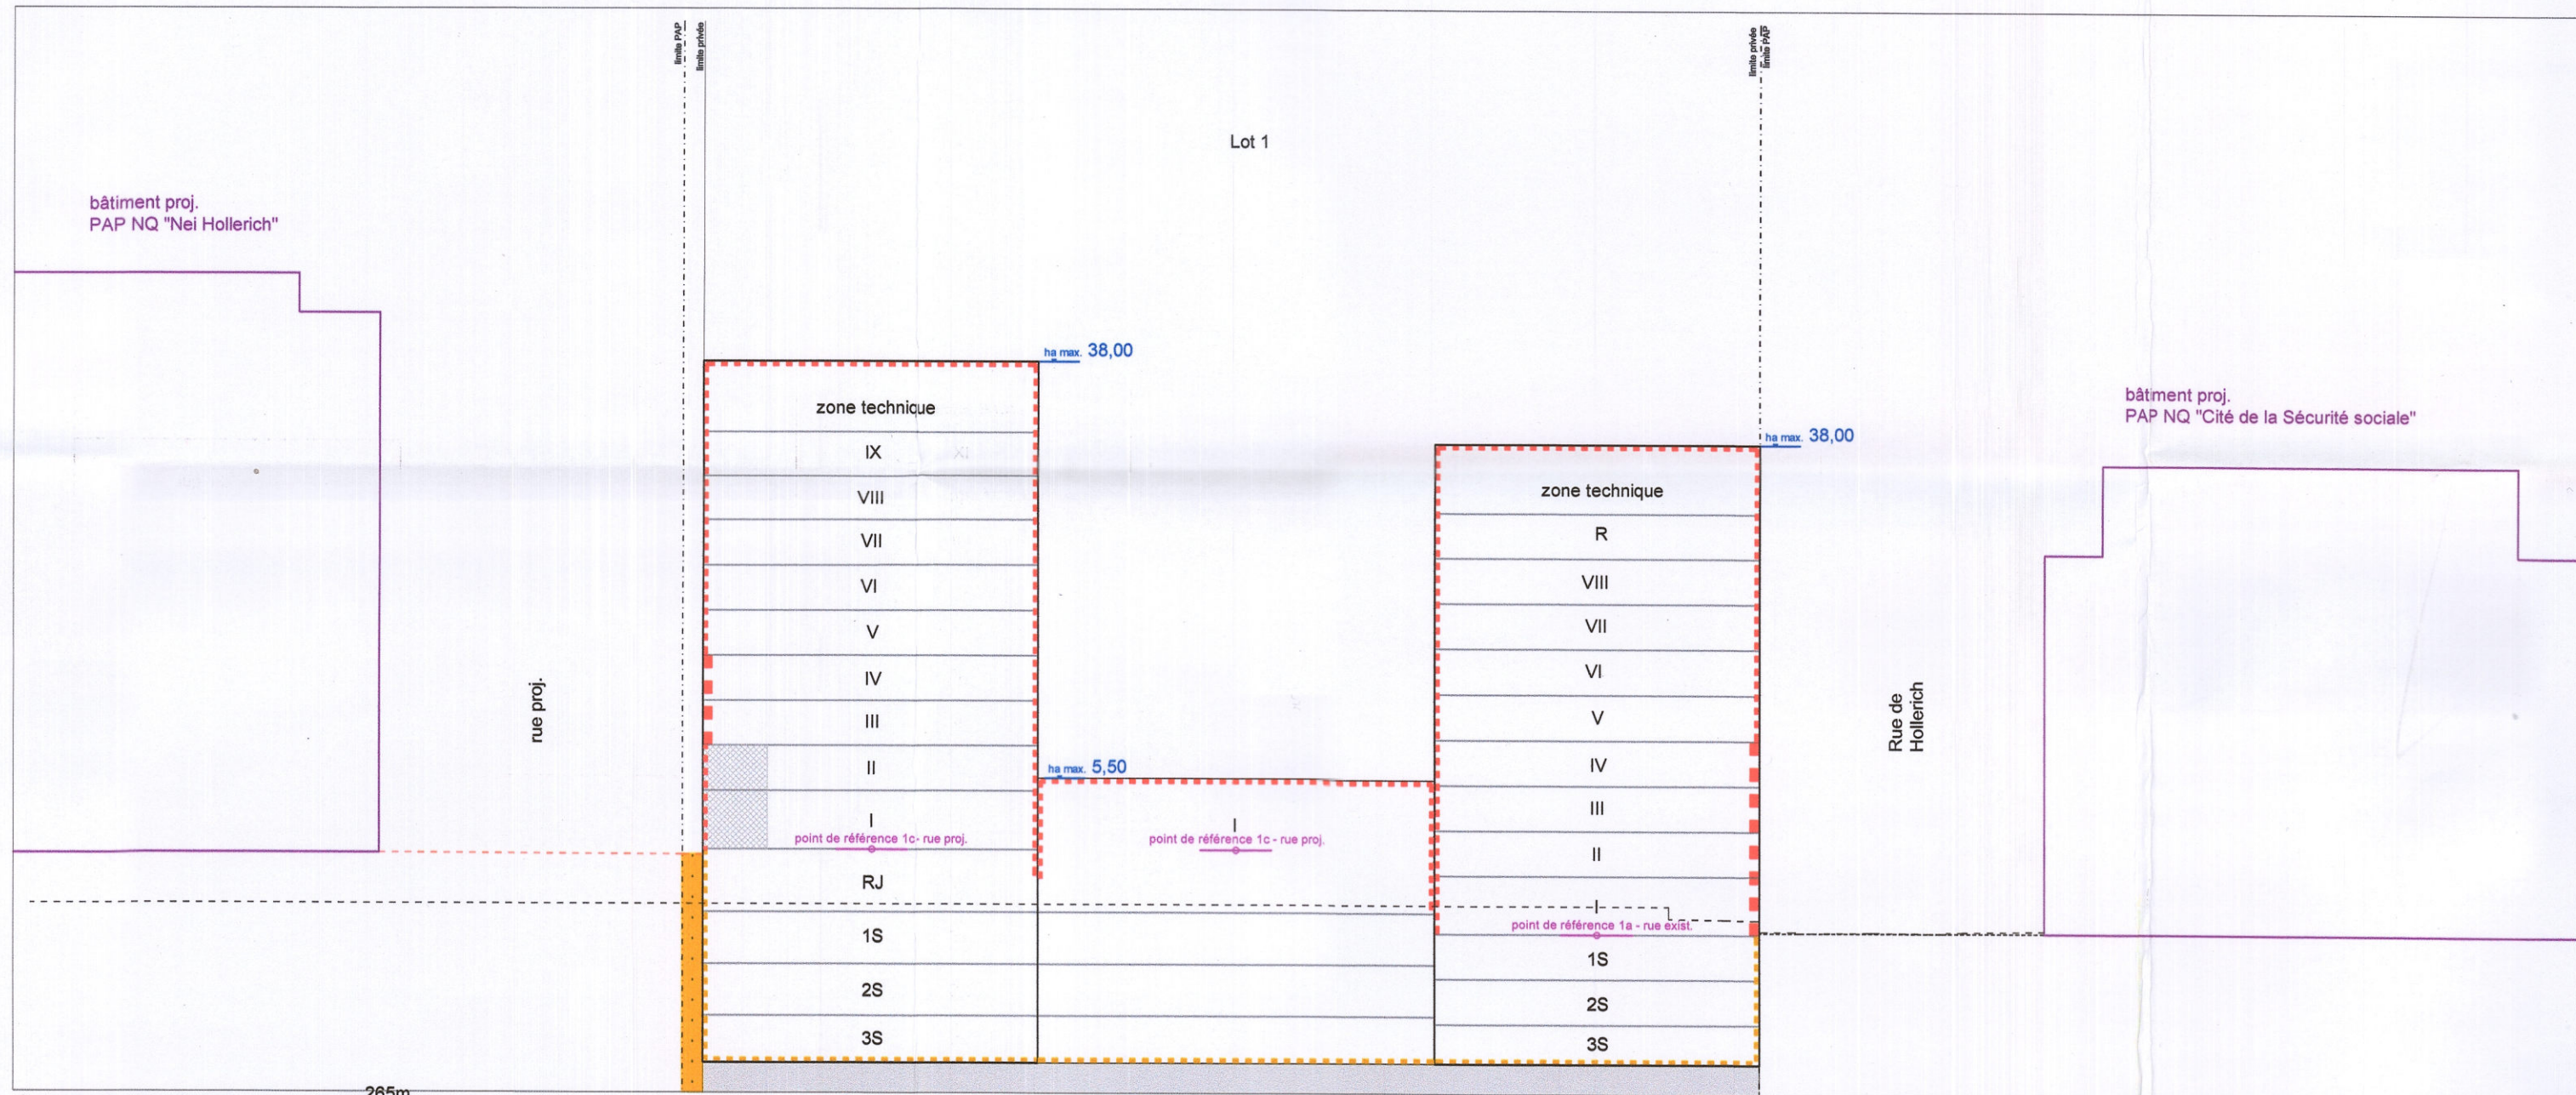 limite PAP
limite privée
limite privée
limite PAP
Lot 1
bâtiment proj.
PAP NQ "Nei Hollerich"
ha max. 38,00
zone technique
IX
VIII
VII
VI
V
IV
III
II
I
point de référence 1c- rue proj.
RJ
1S
2S
3S
rue proj.
ha max. 5,50
I
point de référence 1c - rue proj.
ha max. 38,00
zone technique
R
VIII
VII
VI
V
IV
III
II
I
point de référence 1a - rue exist.
1S
2S
3S
Rue de
Hollerich
bâtiment proj.
PAP NQ "Cité de la Sécurité sociale"
265m